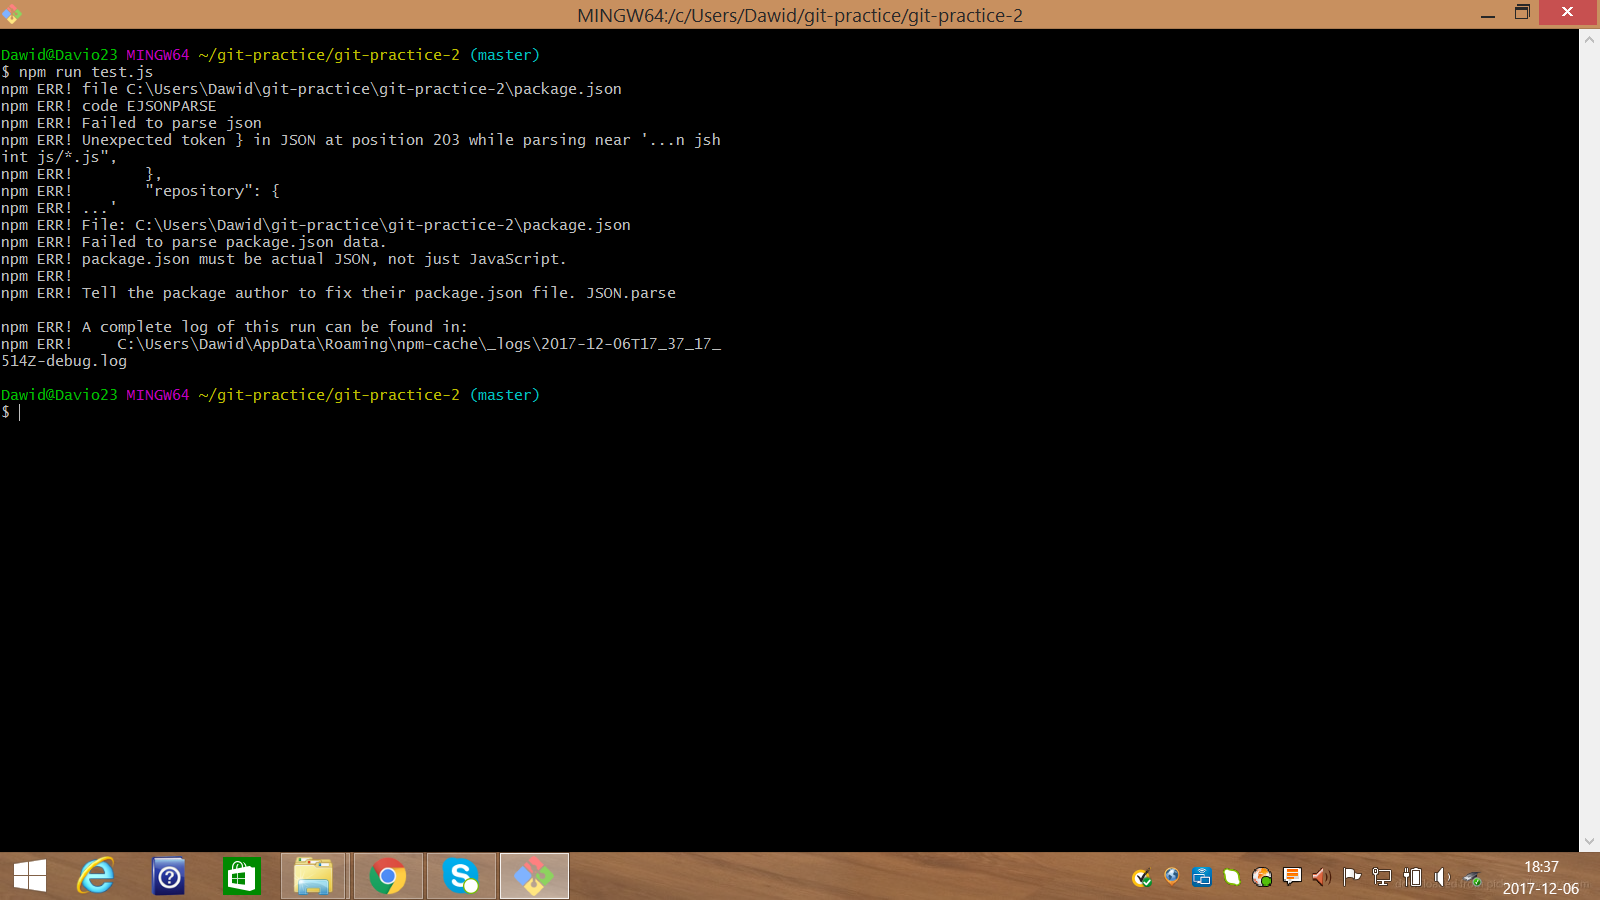 MINGW64:/c/Users/Dawid/git-practice/git-practice-2
Dawid@Davio23 MINGW64 ~/git-practice/git-practice-2 (master)
$ npm run test.js
npm ERR! file C:\Users\Dawid\git-practice\git-practice-2\package.json
npm ERR! code EJSONPARSE
npm ERR! Failed to parse json
npm ERR! Unexpected token } in JSON at position 203 while parsing near '...n jsh
int js/*.js",
npm ERR!        },
npm ERR!        "repository": {
npm ERR! ...'
npm ERR! File: C:\Users\Dawid\git-practice\git-practice-2\package.json
npm ERR! Failed to parse package.json data.
npm ERR! package.json must be actual JSON, not just JavaScript.
npm ERR!
npm ERR! Tell the package author to fix their package.json file. JSON.parse
npm ERR! A complete log of this run can be found in:
npm ERR!     C:\Users\Dawid\AppData\Roaming\npm-cache\_logs\2017-12-06T17_37_17_
514Z-debug.log
Dawid@Davio23 MINGW64 ~/git-practice/git-practice-2 (master)
$
18:37
2017-12-06